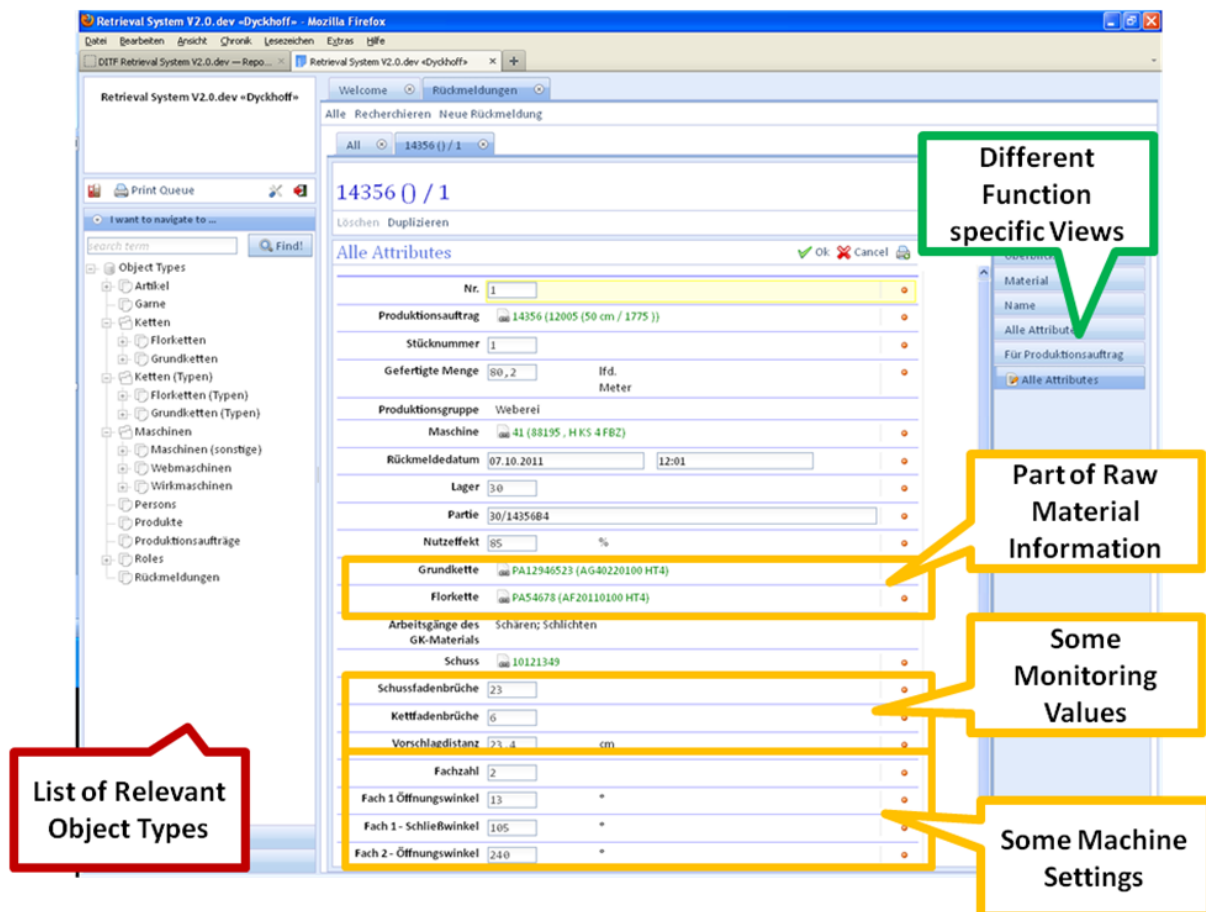 Retrieval System V2.0.dev «Dyckhoff» - Mozilla Firefox
Datei Bearbeiten Ansicht Chronik Lesezeichen Extras Hilfe
DITF Retrieval System V2.0.dev — Repo... Retrieval System V2.0.dev «Dyckhoff»
Retrieval System V2.0.dev «Dyckhoff»
Print Queue
I want to navigate to ...
search term Find!
Object Types
Artikel
Garne
Ketten
Florketten
Grundketten
Ketten (Typen)
Florketten (Typen)
Grundketten (Typen)
Maschinen
Maschinen (sonstige)
Webmaschinen
Wirkmaschinen
Persons
Produkte
Produktionsaufträge
Roles
Rückmeldungen
List of Relevant
Object Types
Welcome Rückmeldungen
Alle Recherchieren Neue Rückmeldung
All 14356 () / 1
14356 () / 1
Löschen Duplizieren
Alle Attributes Ok Cancel
Nr. 1
Produktionsauftrag 14356 (12005 (50 cm / 1775 ))
Stücknummer 1
Gefertigte Menge 80,2 lfd.
Meter
Produktionsgruppe Weberei
Maschine 41 (88195 , H KS 4 FBZ)
Rückmeldedatum 07.10.2011 12:01
Lager 30
Partie 30/14356B4
Nutzeffekt 85 %
Grundkette PA12946523 (AG40220100 HT4)
Florkette PA54678 (AF20110100 HT4)
Arbeitsgänge des Schären; Schlichten
GK-Materials
Schuss 10121349
Schussfadenbrüche 23
Kettfadenbrüche 6
Vorschlagdistanz 23,4 cm
Fachzahl 2
Fach 1 Öffnungswinkel 13 °
Fach 1 - Schließwinkel 105 °
Fach 2 - Öffnungswinkel 240 °
Different
Function
specific Views
Überblick
Material
Name
Alle Attribute
Für Produktionsauftrag
Alle Attributes
Part of Raw
Material
Information
Some
Monitoring
Values
Some Machine
Settings